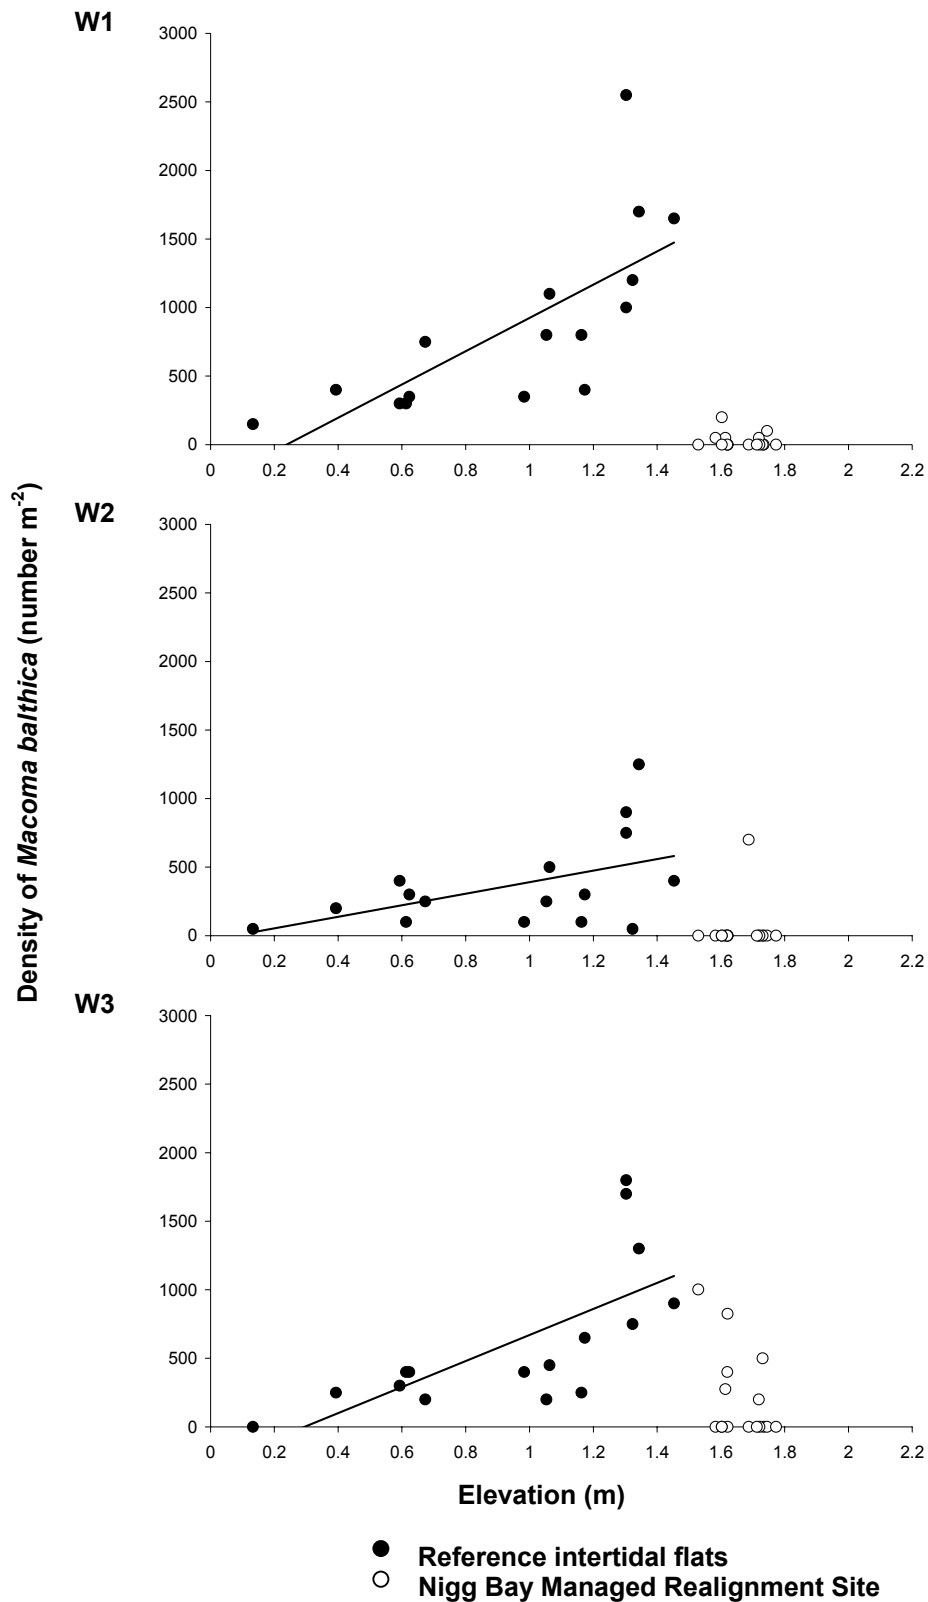 W1
3000
2500
2000
1500
1000
500
0
0 0.2 0.4 0.6 0.8 1 1.2 1.4 1.6 1.8 2 2.2
W2
3000
2500
2000
1500
1000
500
0
0 0.2 0.4 0.6 0.8 1 1.2 1.4 1.6 1.8 2 2.2
W3
3000
2500
2000
1500
1000
500
0
0 0.2 0.4 0.6 0.8 1 1.2 1.4 1.6 1.8 2 2.2
Density of Macoma balthica (number m-2)
Elevation (m)
Reference intertidal flats
Nigg Bay Managed Realignment Site